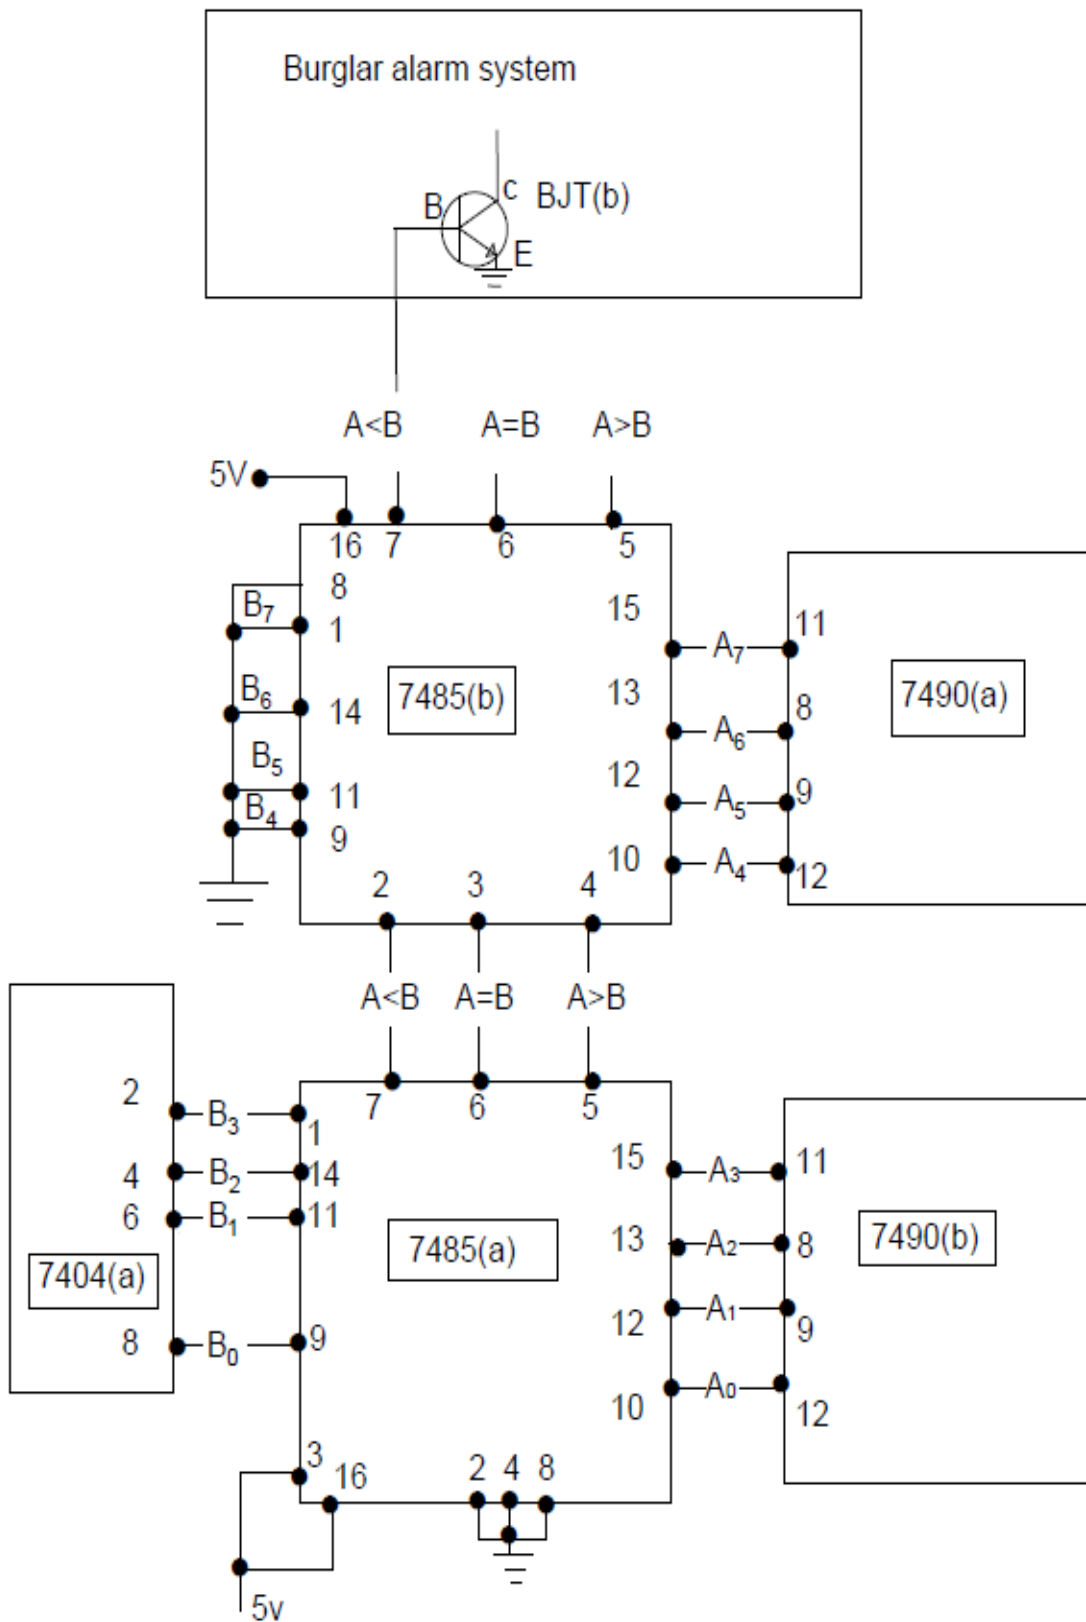 Burglar alarm system
B
c
BJT(b)
E
A<B
A=B
A>B
5V
16
7
6
5
8
B7
1
15
A7
11
7485(b)
7490(a)
B6
14
13
A6
8
B5
11
12
A5
9
B4
9
10
A4
12
2
3
4
A<B
A=B
A>B
7
6
5
2
B3
1
15
A3
11
4
B2
14
6
B1
11
13
A2
8
7404(a)
7485(a)
7490(b)
12
A1
9
8
B0
9
10
A0
12
3
16
2
4
8
5v